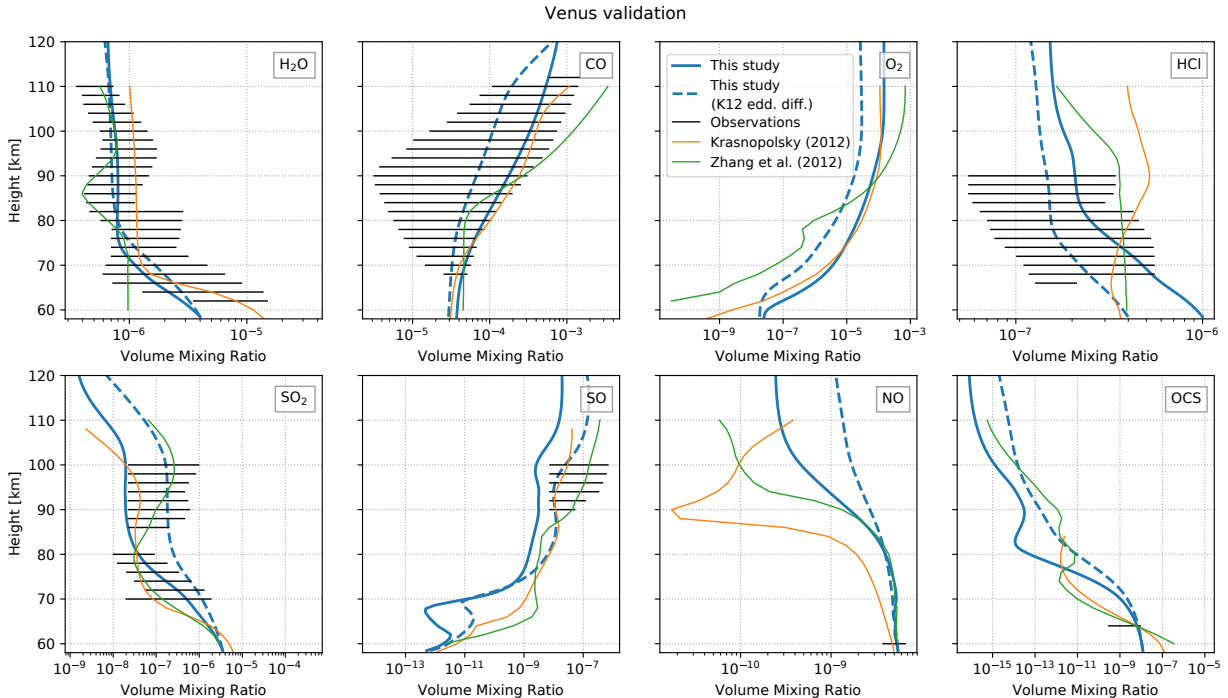 Venus validation
120
110
100
90
80
70
60
Height [km]
H₂O
10⁻⁶
10⁻⁵
Volume Mixing Ratio
CO
10⁻⁵
10⁻⁴
10⁻³
Volume Mixing Ratio
This study
This study
(K12 edd. diff.)
Observations
Krasnopolsky (2012)
Zhang et al. (2012)
O₂
10⁻⁹
10⁻⁷
10⁻⁵
10⁻³
Volume Mixing Ratio
HCl
10⁻⁷
10⁻⁶
Volume Mixing Ratio
120
110
100
90
80
70
60
Height [km]
SO₂
10⁻⁹
10⁻⁸
10⁻⁷
10⁻⁶
10⁻⁵
10⁻⁴
Volume Mixing Ratio
SO
10⁻¹³
10⁻¹¹
10⁻⁹
10⁻⁷
Volume Mixing Ratio
NO
10⁻¹⁰
10⁻⁹
Volume Mixing Ratio
OCS
10⁻¹⁵
10⁻¹³
10⁻¹¹
10⁻⁹
10⁻⁷
10⁻⁵
Volume Mixing Ratio